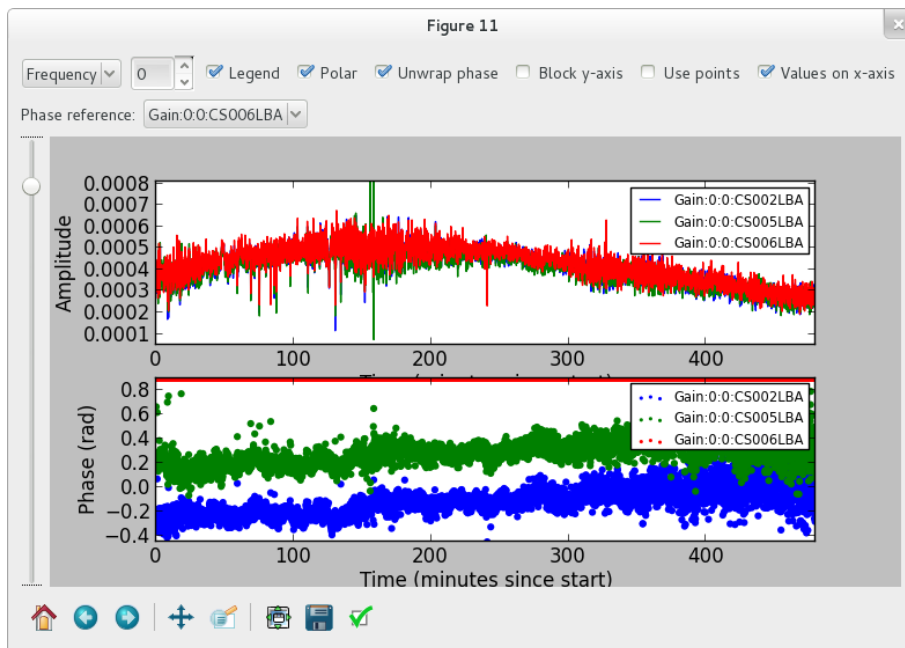 Figure 11
Frequency 0 Legend Polar Unwrap phase Block y-axis Use points Values on x-axis
Phase reference: Gain:0:0:CS006LBA
0.0008
0.0007
0.0006
0.0005
0.0004
0.0003
0.0002
0.0001
Amplitude
Gain:0:0:CS002LBA
Gain:0:0:CS005LBA
Gain:0:0:CS006LBA
0 100 200 300 400
Time (minutes since start)
0.8
0.6
0.4
0.2
0.0
−0.2
−0.4
Phase (rad)
Gain:0:0:CS002LBA
Gain:0:0:CS005LBA
Gain:0:0:CS006LBA
0 100 200 300 400
Time (minutes since start)